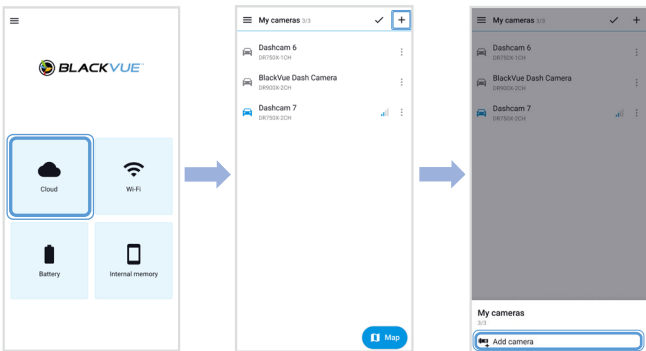 BLACKVUE
Cloud
Wi-Fi
Battery
Internal memory
My cameras 3/3
Dashcam 6
DR750X-1CH
BlackVue Dash Camera
DR900X-2CH
Dashcam 7
DR750X-2CH
Map
My cameras 3/3
Dashcam 6
DR750X-1CH
BlackVue Dash Camera
DR900X-2CH
Dashcam 7
DR750X-2CH
My cameras
3/3
Add camera